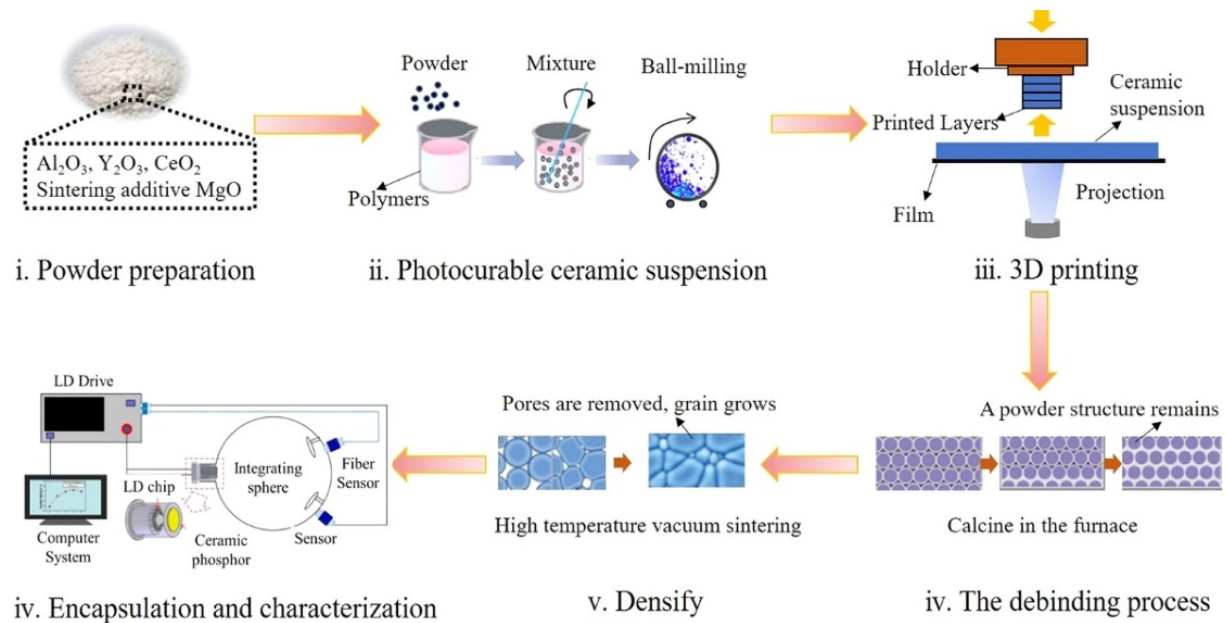 Al₂O₃, Y₂O₃, CeO₂
Sintering additive MgO
i. Powder preparation
Powder
Mixture
Ball-milling
Polymers
ii. Photocurable ceramic suspension
Holder
Printed Layers
Ceramic
suspension
Film
Projection
iii. 3D printing
A powder structure remains
Calcine in the furnace
iv. The debinding process
Pores are removed, grain grows
High temperature vacuum sintering
v. Densify
LD Drive
Integrating
sphere
Fiber
Sensor
LD chip
Sensor
Computer
System
Ceramic
phosphor
iv. Encapsulation and characterization